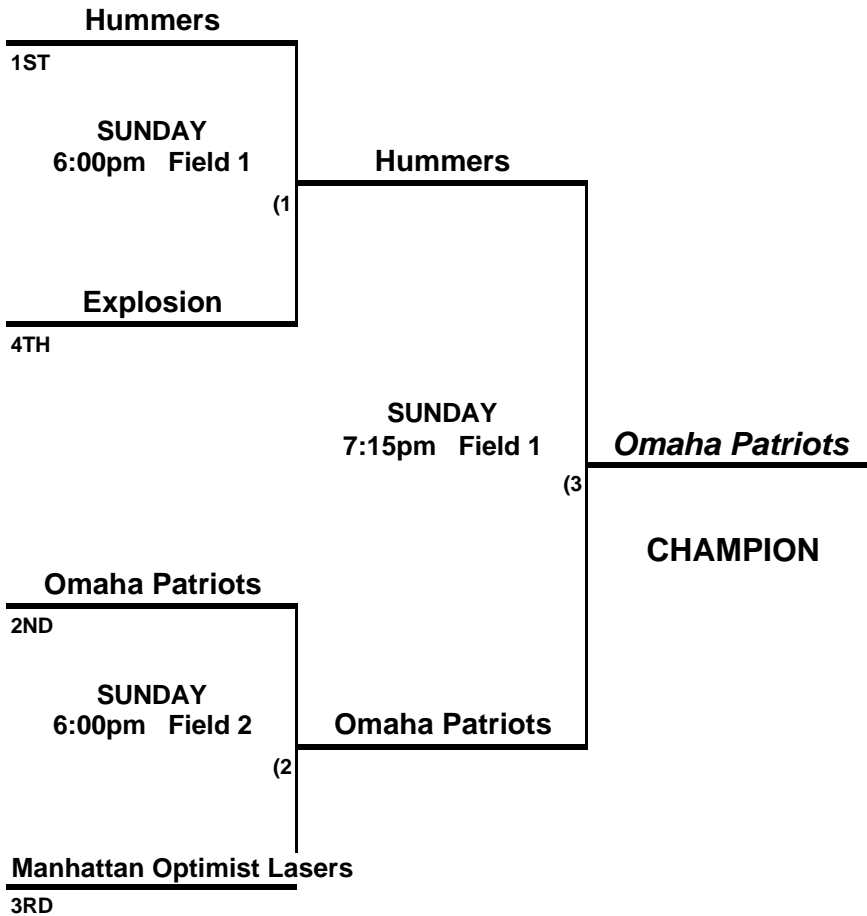 Hummers
1ST
SUNDAY
6:00pm Field 1
Hummers
(1
Explosion
4TH
SUNDAY
7:15pm Field 1
Omaha Patriots
(3
CHAMPION
Omaha Patriots
2ND
SUNDAY
6:00pm Field 2
Omaha Patriots
(2
Manhattan Optimist Lasers
3RD